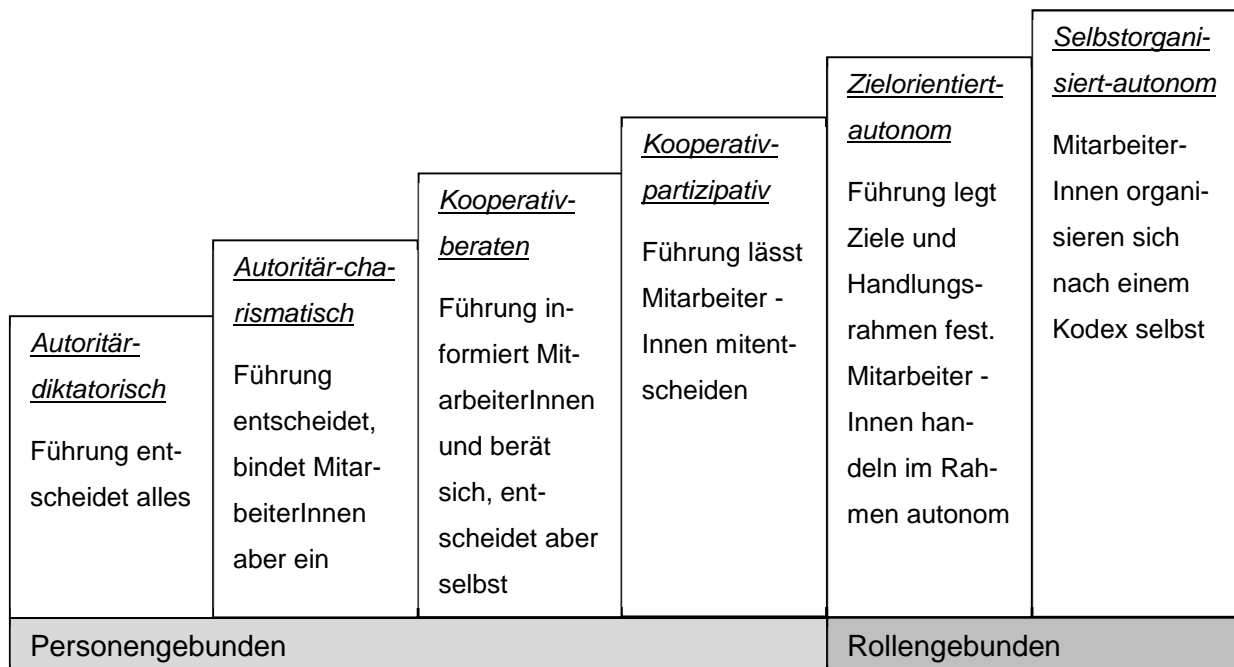 Autoritär-
diktatorisch
Führung ent-
scheidet alles
Autoritär-cha-
rismatisch
Führung
entscheidet,
bindet Mitar-
beiterInnen
aber ein
Kooperativ-
beraten
Führung in-
formiert Mit-
arbeiterInnen
und berät
sich, ent-
scheidet aber
selbst
Kooperativ-
partizipativ
Führung lässt
Mitarbeiter -
Innen mitent-
scheiden
Zielorientiert-
autonom
Führung legt
Ziele und
Handlungs-
rahmen fest.
Mitarbeiter -
Innen han-
deln im Rah-
men autonom
Selbstorgani-
siert-autonom
Mitarbeiter-
Innen organi-
sieren sich
nach einem
Kodex selbst
Personengebunden
Rollengebunden